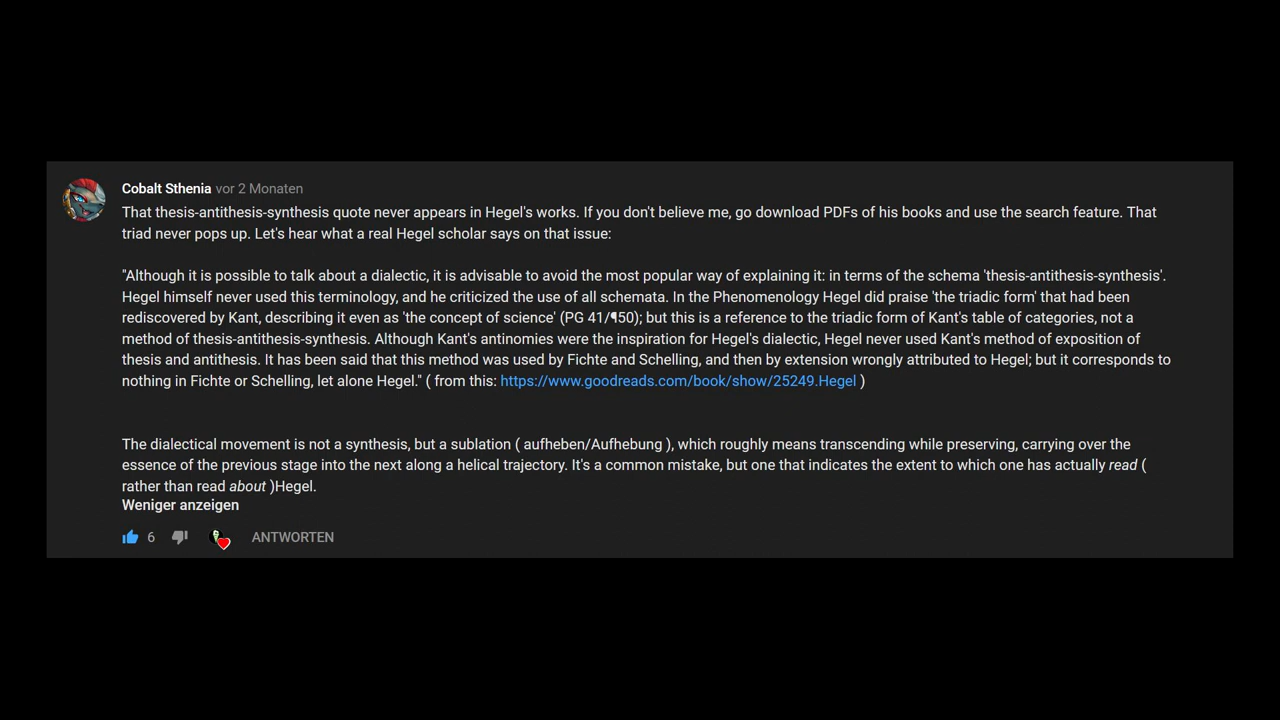 Cobalt Sthenia vor 2 Monaten
That thesis-antithesis-synthesis quote never appears in Hegel's works. If you don't believe me, go download PDFs of his books and use the search feature. That
triad never pops up. Let's hear what a real Hegel scholar says on that issue:
"Although it is possible to talk about a dialectic, it is advisable to avoid the most popular way of explaining it: in terms of the schema 'thesis-antithesis-synthesis'.
Hegel himself never used this terminology, and he criticized the use of all schemata. In the Phenomenology Hegel did praise 'the triadic form' that had been
rediscovered by Kant, describing it even as 'the concept of science' (PG 41/¶50); but this is a reference to the triadic form of Kant's table of categories, not a
method of thesis-antithesis-synthesis. Although Kant's antinomies were the inspiration for Hegel's dialectic, Hegel never used Kant's method of exposition of
thesis and antithesis. It has been said that this method was used by Fichte and Schelling, and then by extension wrongly attributed to Hegel; but it corresponds to
nothing in Fichte or Schelling, let alone Hegel." ( from this: https://www.goodreads.com/book/show/25249.Hegel )
The dialectical movement is not a synthesis, but a sublation ( aufheben/Aufhebung ), which roughly means transcending while preserving, carrying over the
essence of the previous stage into the next along a helical trajectory. It's a common mistake, but one that indicates the extent to which one has actually read (
rather than read about )Hegel.
Weniger anzeigen
6 ANTWORTEN